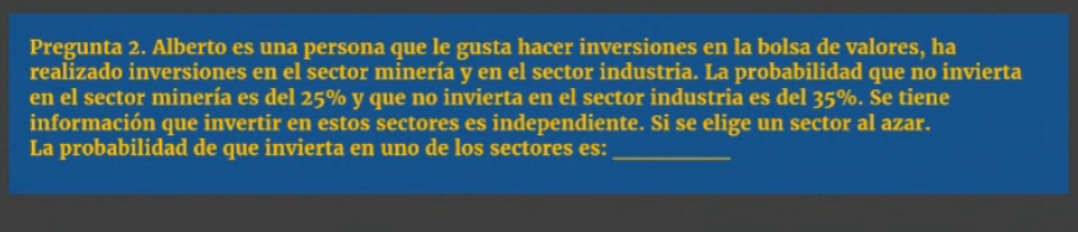 Pregunta 2. Alberto es una persona que le gusta hacer inversiones en la bolsa de valores, ha
realizado inversiones en el sector minería y en el sector industria. La probabilidad que no invierta
en el sector minería es del 25% y que no invierta en el sector industria es del 35%. Se tiene
información que invertir en estos sectores es independiente. Si se elige un sector al azar.
La probabilidad de que invierta en uno de los sectores es: __________